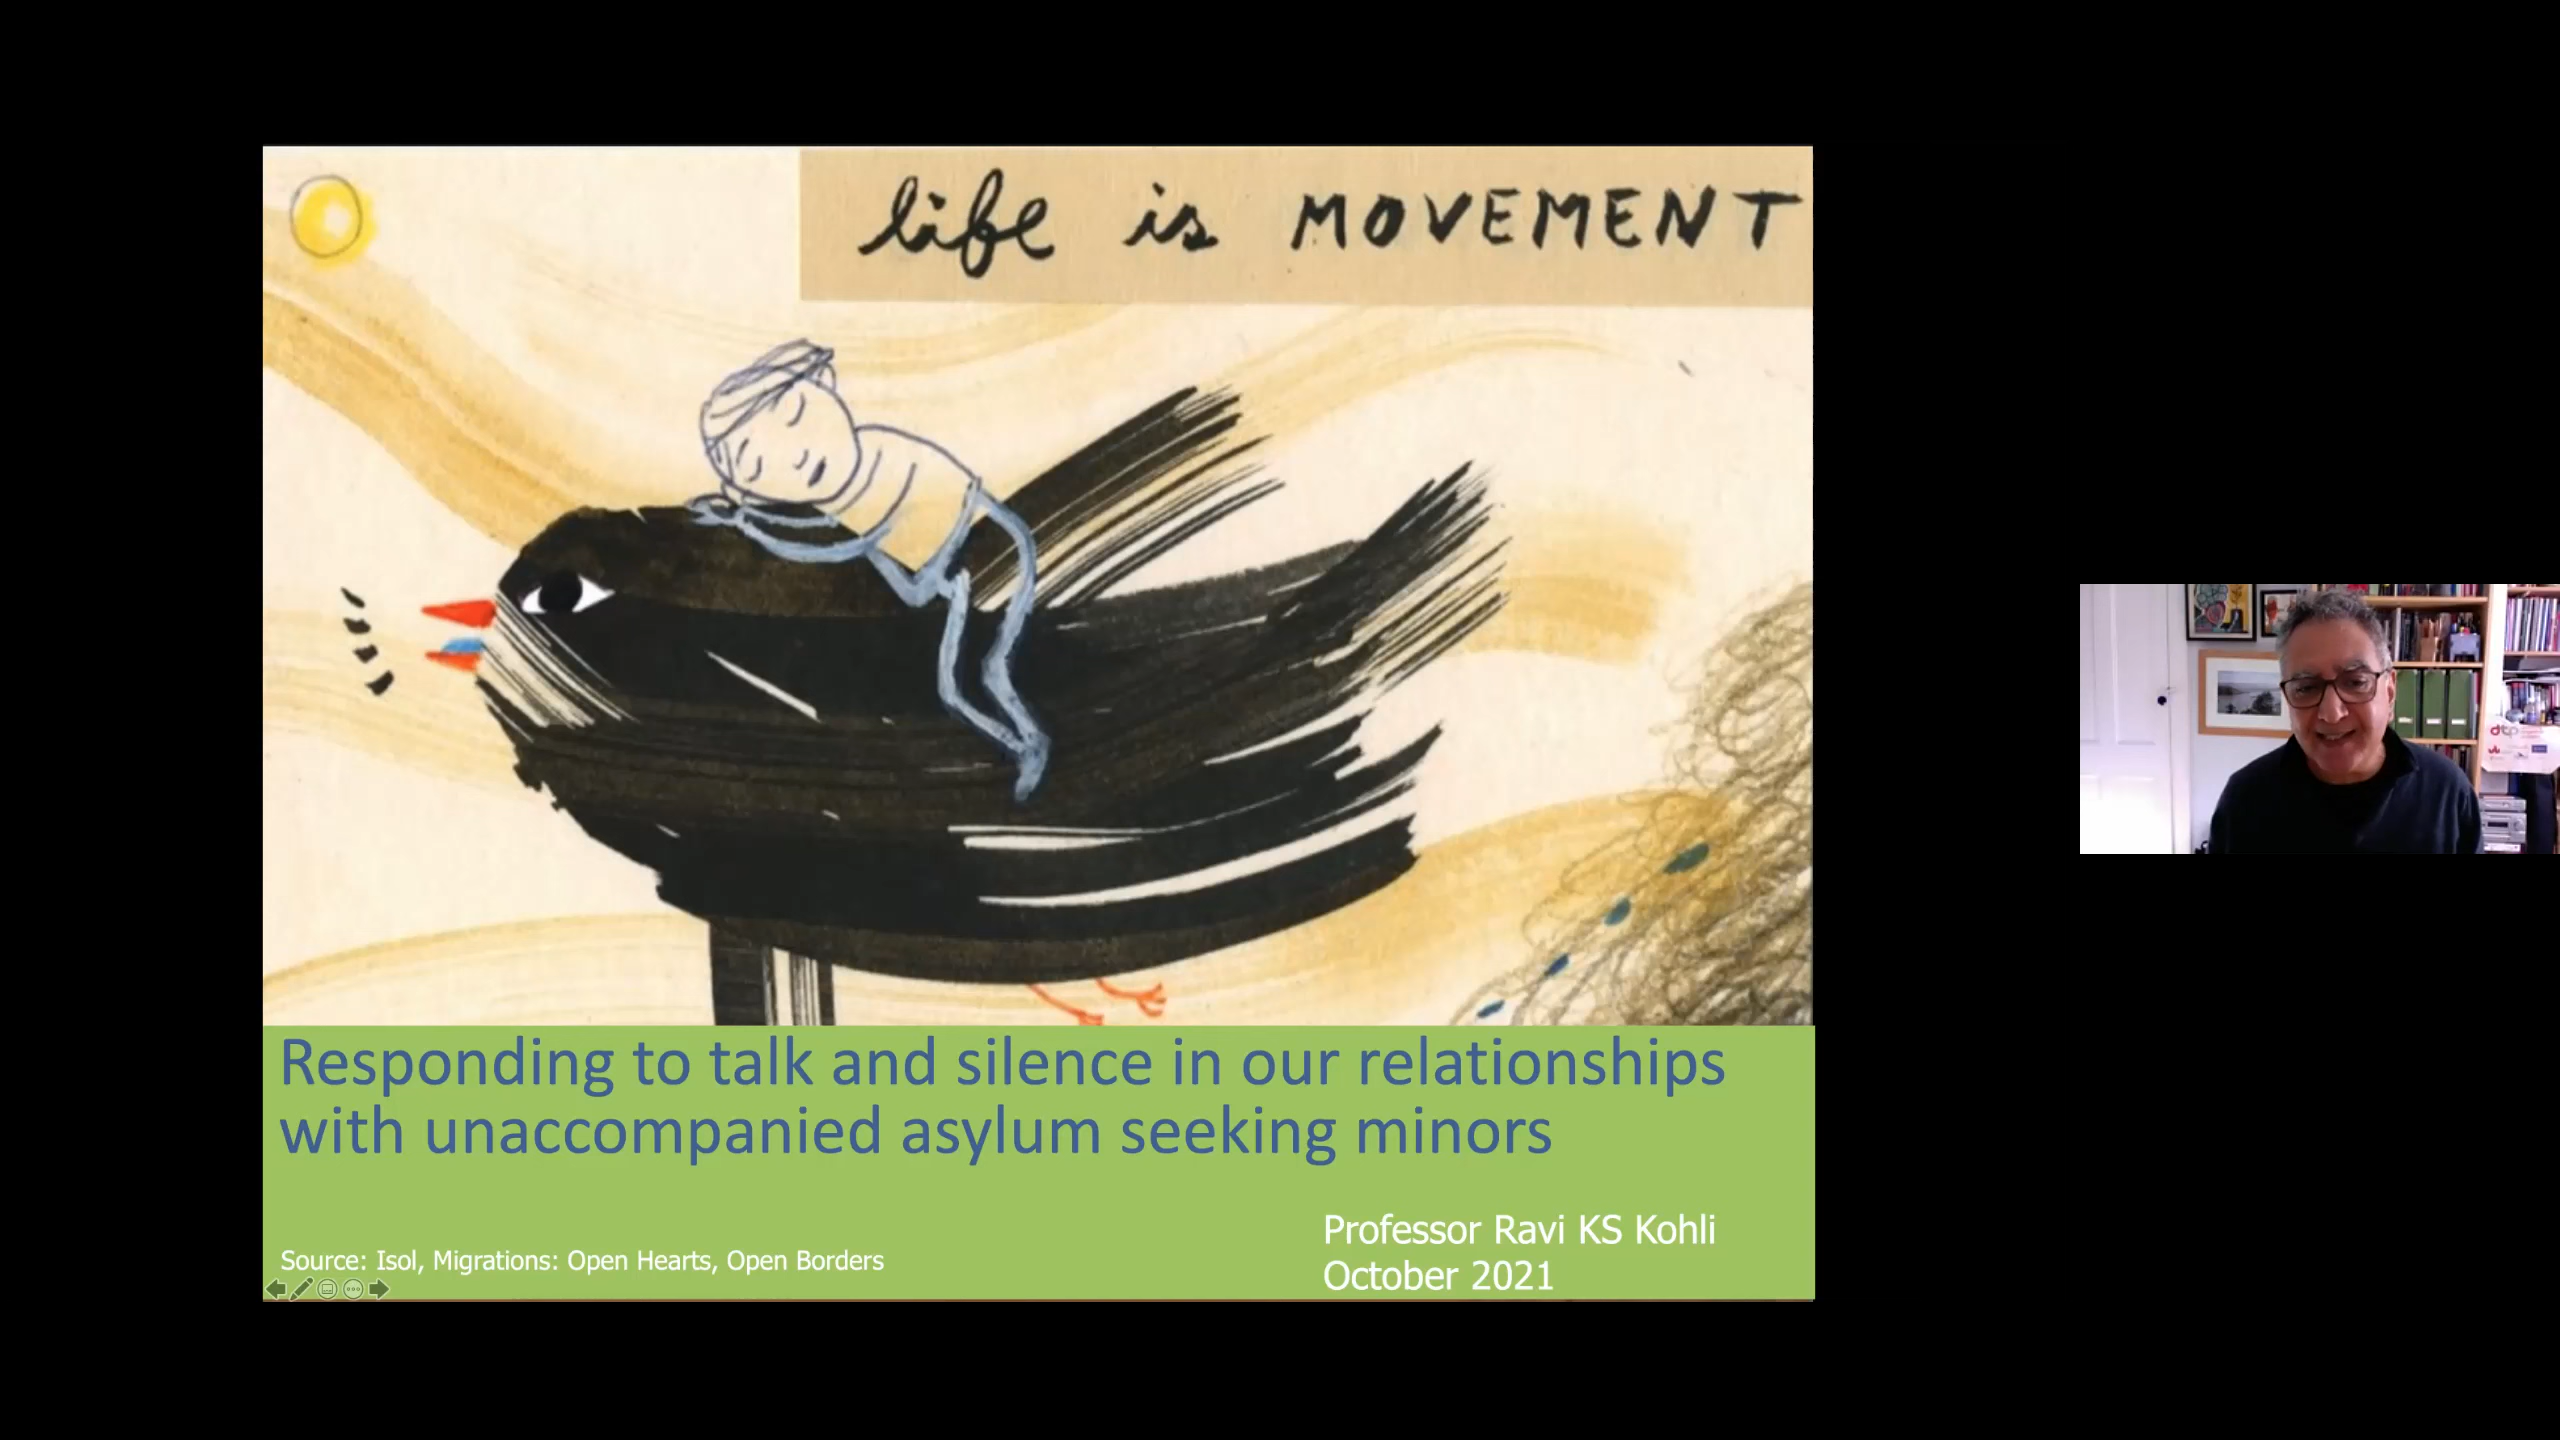 life is MOVEMENT
Responding to talk and silence in our relationships
with unaccompanied asylum seeking minors
Professor Ravi KS Kohli
Source: Isol, Migrations: Open Hearts, Open Borders
October 2021
dtp